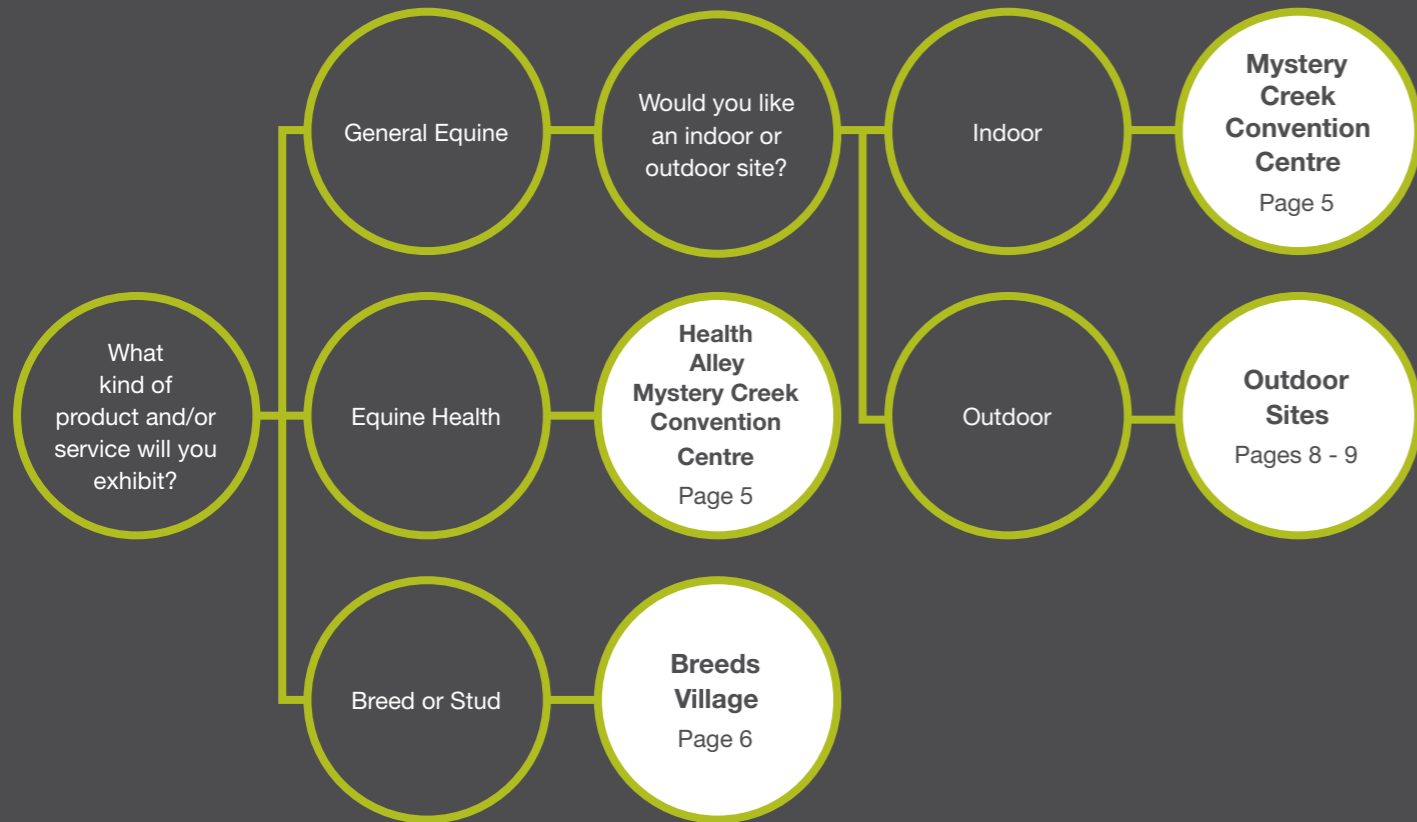 What
kind of
product and/or
service will you
exhibit?
General Equine
Would you like
an indoor or
outdoor site?
Indoor
Mystery
Creek
Convention
Centre
Page 5
Outdoor
Outdoor
Sites
Pages 8 - 9
Equine Health
Health
Alley
Mystery Creek
Convention
Centre
Page 5
Breed or Stud
Breeds
Village
Page 6